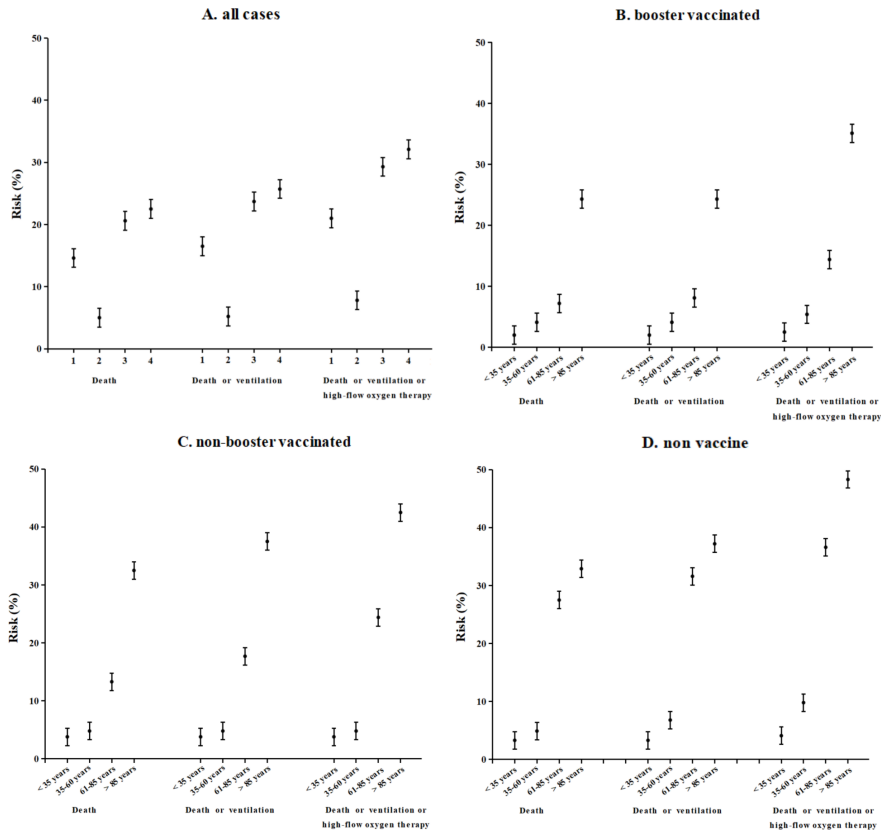 A. all cases
Risk (%)
50
40
30
20
10
0
1 2 3 4 1 2 3 4 1 2 3 4
Death Death or ventilation Death or ventilation or
high-flow oxygen therapy
B. booster vaccinated
Risk (%)
50
40
30
20
10
0
<35 years 35-60 years 61-85 years > 85 years <35 years 35-60 years 61-85 years > 85 years <35 years 35-60 years 61-85 years > 85 years
Death Death or ventilation Death or ventilation or
high-flow oxygen therapy
C. non-booster vaccinated
Risk (%)
50
40
30
20
10
0
<35 years 35-60 years 61-85 years > 85 years <35 years 35-60 years 61-85 years > 85 years <35 years 35-60 years 61-85 years > 85 years
Death Death or ventilation Death or ventilation or
high-flow oxygen therapy
D. non vaccine
Risk (%)
50
40
30
20
10
0
<35 years 35-60 years 61-85 years > 85 years <35 years 35-60 years 61-85 years > 85 years <35 years 35-60 years 61-85 years > 85 years
Death Death or ventilation Death or ventilation or
high-flow oxygen therapy